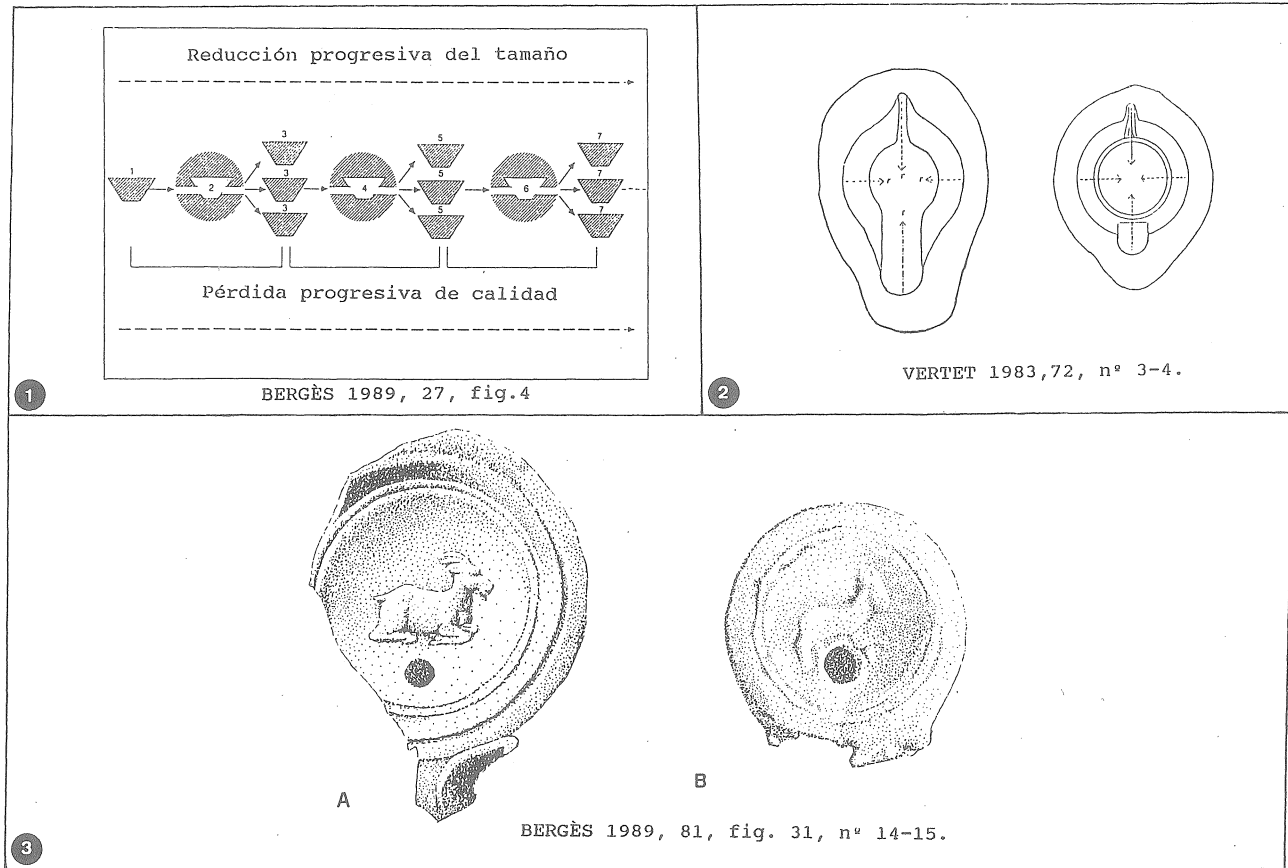 Reducción progresiva del tamaño
3 5 7
1 2 3 4 5 6 7
3 5 7
Pérdida progresiva de calidad
1
BERGÈS 1989, 27, fig.4
r r r
r
2
VERTET 1983,72, nº 3-4.
A
B
3
BERGÈS 1989, 81, fig. 31, nº 14-15.